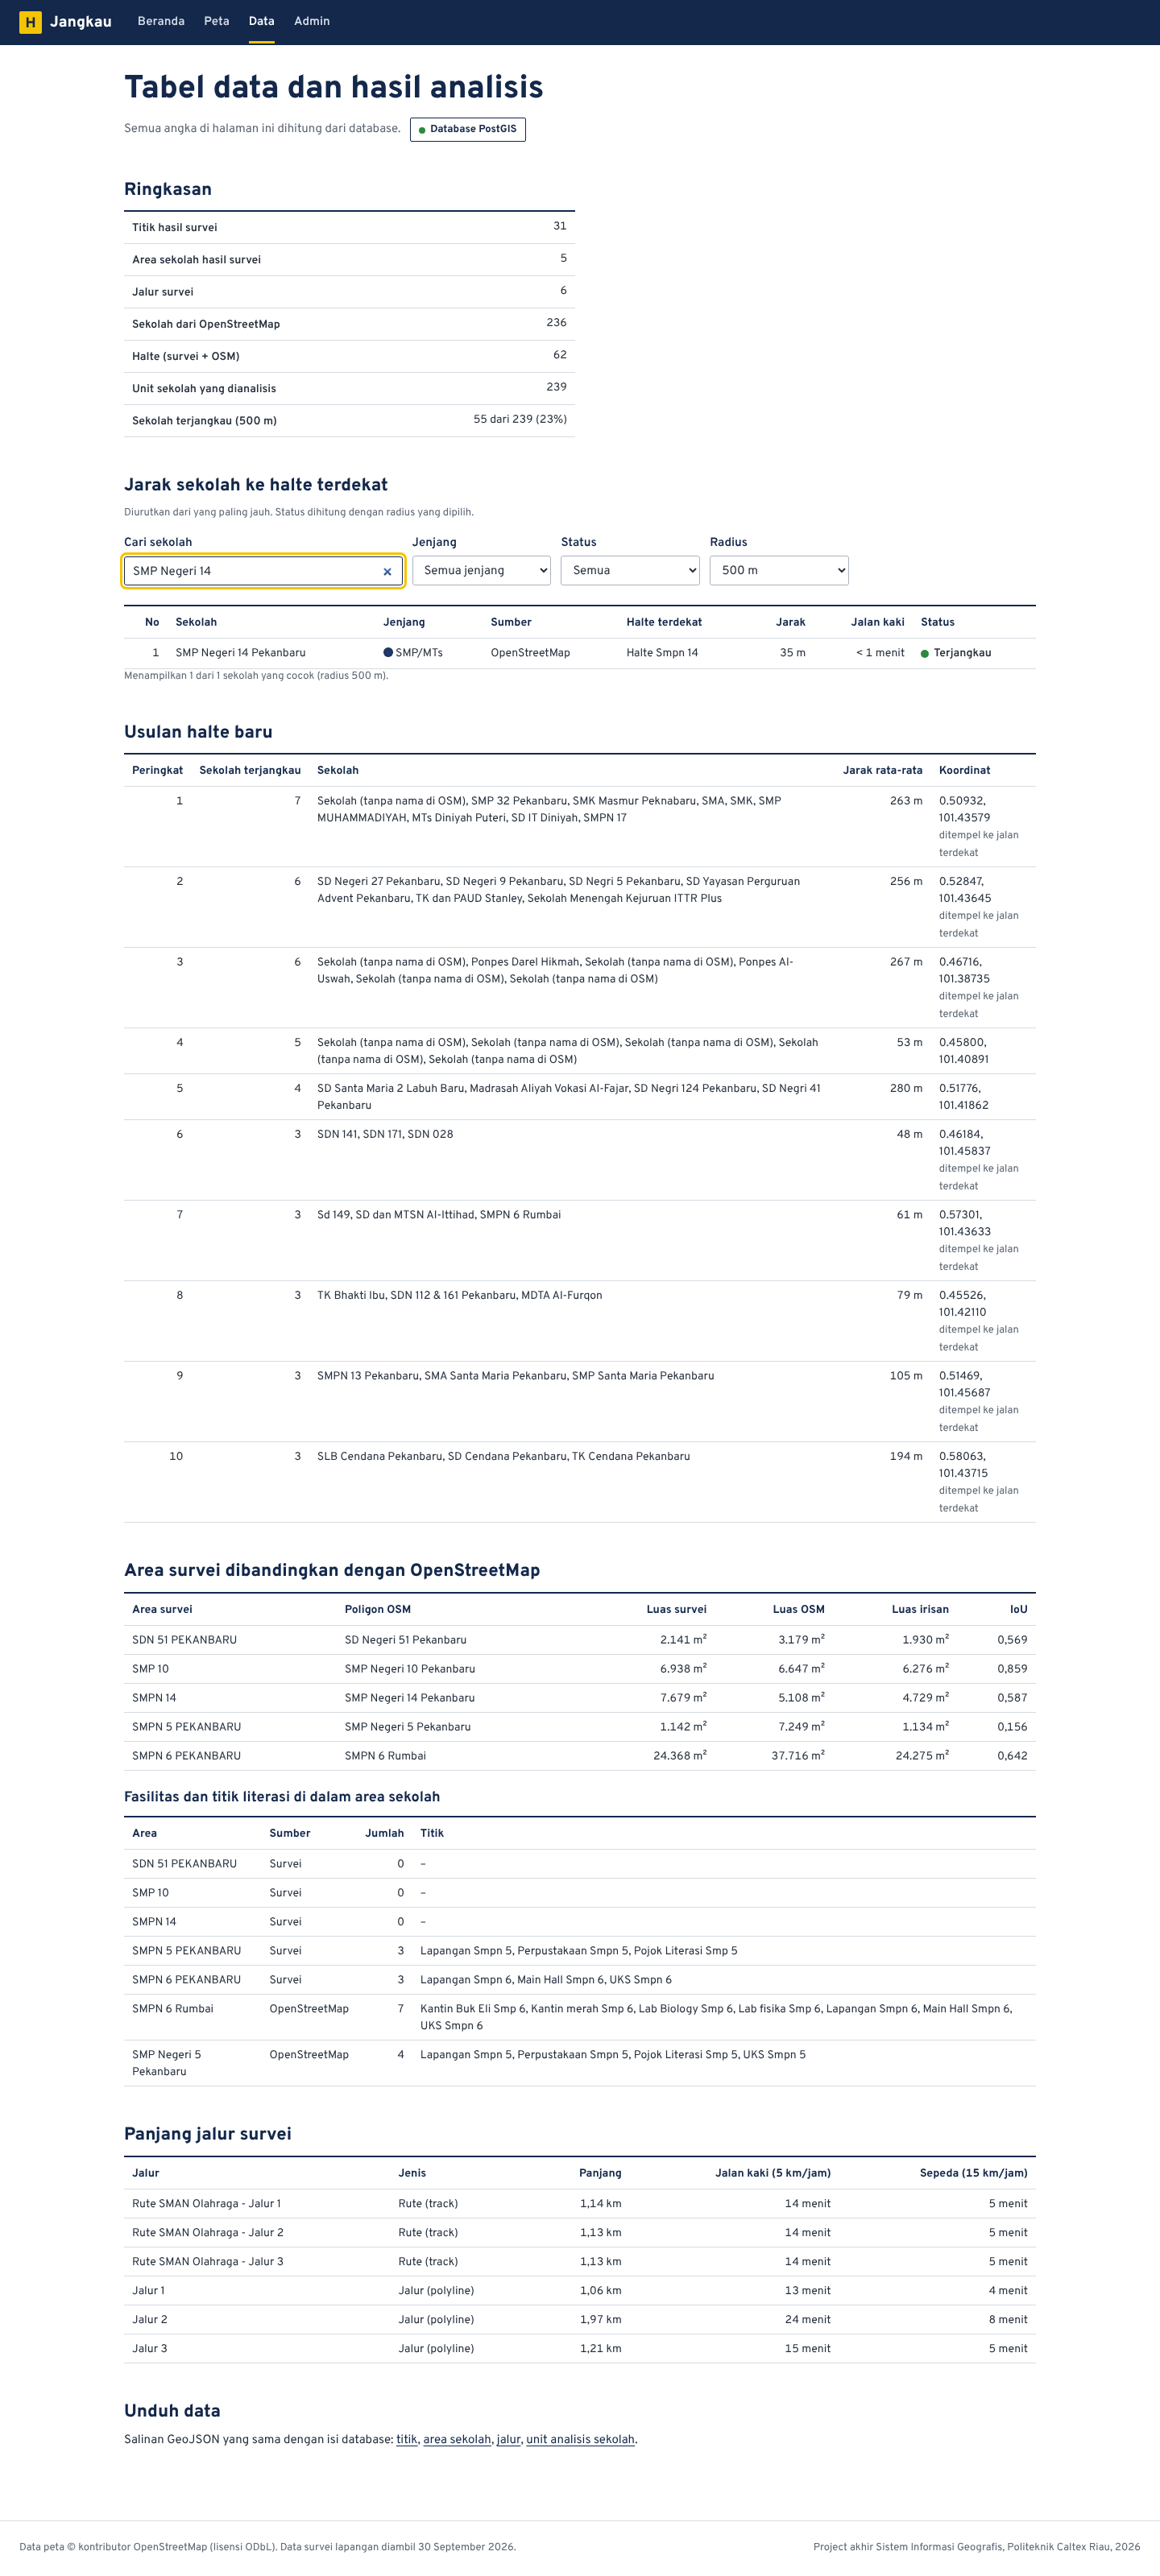 H Jangkau Beranda Peta Data Admin
Tabel data dan hasil analisis
Semua angka di halaman ini dihitung dari database. Database PostGIS
Ringkasan
Titik hasil survei 31
Area sekolah hasil survei 5
Jalur survei 6
Sekolah dari OpenStreetMap 236
Halte (survei + OSM) 62
Unit sekolah yang dianalisis 239
Sekolah terjangkau (500 m) 55 dari 239 (23%)
Jarak sekolah ke halte terdekat
Diurutkan dari yang paling jauh. Status dihitung dengan radius yang dipilih.
Cari sekolah Jenjang Status Radius
SMP Negeri 14 Semua jenjang Semua 500 m
No Sekolah Jenjang Sumber Halte terdekat Jarak Jalan kaki Status
1 SMP Negeri 14 Pekanbaru SMP/MTs OpenStreetMap Halte Smpn 14 35 m < 1 menit Terjangkau
Menampilkan 1 dari 1 sekolah yang cocok (radius 500 m).
Usulan halte baru
Peringkat Sekolah terjangkau Sekolah Jarak rata-rata Koordinat
1 7 Sekolah (tanpa nama di OSM), SMP 32 Pekanbaru, SMK Masmur Peknabaru, SMA, SMK, SMP 263 m 0.50932,
MUHAMMADIYAH, MTs Diniyah Puteri, SD IT Diniyah, SMPN 17 101.43579
ditempel ke jalan
terdekat
2 6 SD Negeri 27 Pekanbaru, SD Negeri 9 Pekanbaru, SD Negri 5 Pekanbaru, SD Yayasan Perguruan 256 m 0.52847,
Advent Pekanbaru, TK dan PAUD Stanley, Sekolah Menengah Kejuruan ITTR Plus 101.43645
ditempel ke jalan
terdekat
3 6 Sekolah (tanpa nama di OSM), Ponpes Darel Hikmah, Sekolah (tanpa nama di OSM), Ponpes Al- 267 m 0.46716,
Uswah, Sekolah (tanpa nama di OSM), Sekolah (tanpa nama di OSM) 101.38735
ditempel ke jalan
terdekat
4 5 Sekolah (tanpa nama di OSM), Sekolah (tanpa nama di OSM), Sekolah (tanpa nama di OSM), Sekolah 53 m 0.45800,
(tanpa nama di OSM), Sekolah (tanpa nama di OSM) 101.40891
5 4 SD Santa Maria 2 Labuh Baru, Madrasah Aliyah Vokasi Al-Fajar, SD Negri 124 Pekanbaru, SD Negri 41 280 m 0.51776,
Pekanbaru 101.41862
6 3 SDN 141, SDN 171, SDN 028 48 m 0.46184,
101.45837
ditempel ke jalan
terdekat
7 3 Sd 149, SD dan MTSN Al-Ittihad, SMPN 6 Rumbai 61 m 0.57301,
101.43633
ditempel ke jalan
terdekat
8 3 TK Bhakti Ibu, SDN 112 & 161 Pekanbaru, MDTA Al-Furqon 79 m 0.45526,
101.42110
ditempel ke jalan
terdekat
9 3 SMPN 13 Pekanbaru, SMA Santa Maria Pekanbaru, SMP Santa Maria Pekanbaru 105 m 0.51469,
101.45687
ditempel ke jalan
terdekat
10 3 SLB Cendana Pekanbaru, SD Cendana Pekanbaru, TK Cendana Pekanbaru 194 m 0.58063,
101.43715
ditempel ke jalan
terdekat
Area survei dibandingkan dengan OpenStreetMap
Area survei Poligon OSM Luas survei Luas OSM Luas irisan IoU
SDN 51 PEKANBARU SD Negeri 51 Pekanbaru 2.141 m² 3.179 m² 1.930 m² 0,569
SMP 10 SMP Negeri 10 Pekanbaru 6.938 m² 6.647 m² 6.276 m² 0,859
SMPN 14 SMP Negeri 14 Pekanbaru 7.679 m² 5.108 m² 4.729 m² 0,587
SMPN 5 PEKANBARU SMP Negeri 5 Pekanbaru 1.142 m² 7.249 m² 1.134 m² 0,156
SMPN 6 PEKANBARU SMPN 6 Rumbai 24.368 m² 37.716 m² 24.275 m² 0,642
Fasilitas dan titik literasi di dalam area sekolah
Area Sumber Jumlah Titik
SDN 51 PEKANBARU Survei 0 –
SMP 10 Survei 0 –
SMPN 14 Survei 0 –
SMPN 5 PEKANBARU Survei 3 Lapangan Smpn 5, Perpustakaan Smpn 5, Pojok Literasi Smp 5
SMPN 6 PEKANBARU Survei 3 Lapangan Smpn 6, Main Hall Smpn 6, UKS Smpn 6
SMPN 6 Rumbai OpenStreetMap 7 Kantin Buk Eli Smp 6, Kantin merah Smp 6, Lab Biology Smp 6, Lab fisika Smp 6, Lapangan Smpn 6, Main Hall Smpn 6,
UKS Smpn 6
SMP Negeri 5 OpenStreetMap 4 Lapangan Smpn 5, Perpustakaan Smpn 5, Pojok Literasi Smp 5, UKS Smpn 5
Pekanbaru
Panjang jalur survei
Jalur Jenis Panjang Jalan kaki (5 km/jam) Sepeda (15 km/jam)
Rute SMAN Olahraga - Jalur 1 Rute (track) 1,14 km 14 menit 5 menit
Rute SMAN Olahraga - Jalur 2 Rute (track) 1,13 km 14 menit 5 menit
Rute SMAN Olahraga - Jalur 3 Rute (track) 1,13 km 14 menit 5 menit
Jalur 1 Jalur (polyline) 1,06 km 13 menit 4 menit
Jalur 2 Jalur (polyline) 1,97 km 24 menit 8 menit
Jalur 3 Jalur (polyline) 1,21 km 15 menit 5 menit
Unduh data
Salinan GeoJSON yang sama dengan isi database: titik, area sekolah, jalur, unit analisis sekolah.
Data peta © kontributor OpenStreetMap (lisensi ODbL). Data survei lapangan diambil 30 September 2026. Project akhir Sistem Informasi Geografis, Politeknik Caltex Riau, 2026